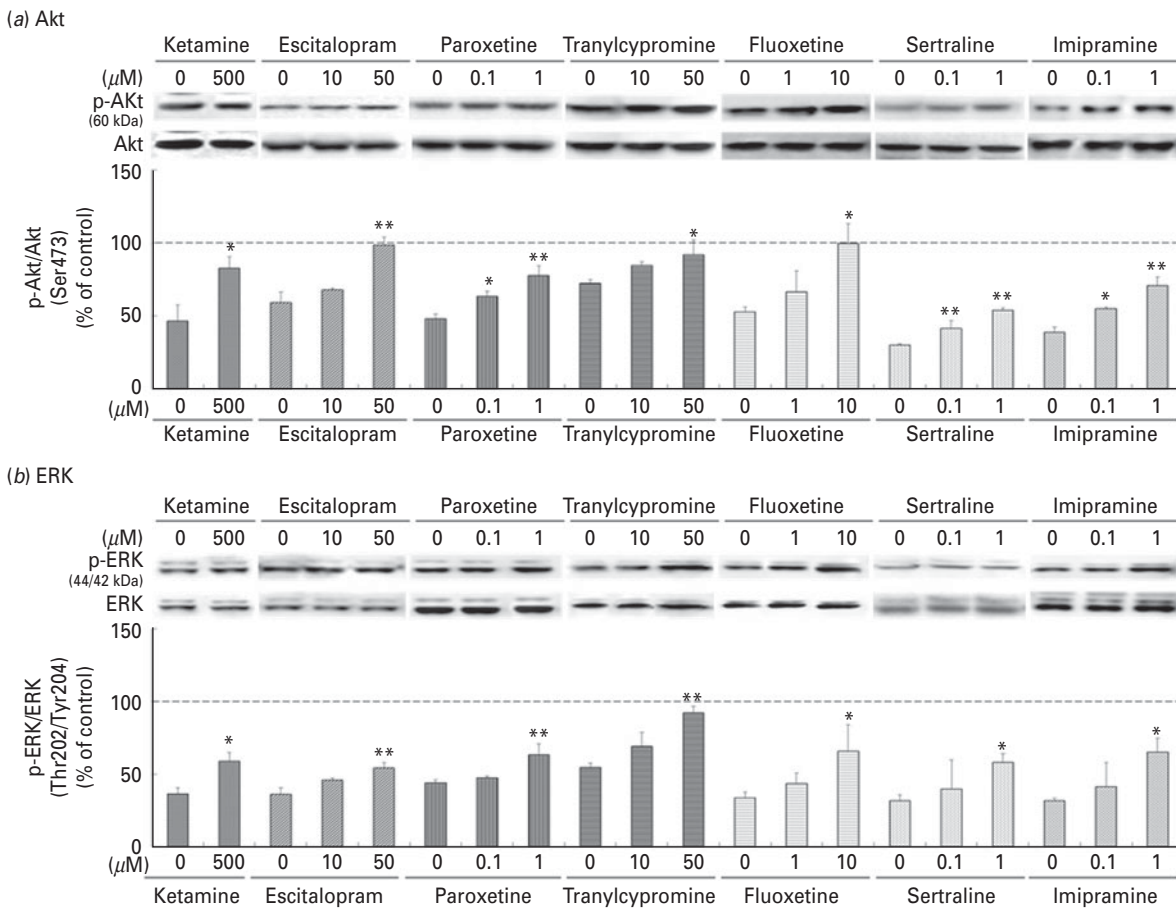 (a) Akt
Ketamine Escitalopram Paroxetine Tranylcypromine Fluoxetine Sertraline Imipramine
(μM) 0 500 0 10 50 0 0.1 1 0 10 50 0 1 10 0 0.1 1 0 0.1 1
p-AKt
(60 kDa)
Akt
150
100
50
0
p-Akt/Akt
(Ser473)
(% of control)
* ** * ** * * ** ** * **
(μM) 0 500 0 10 50 0 0.1 1 0 10 50 0 1 10 0 0.1 1 0 0.1 1
Ketamine Escitalopram Paroxetine Tranylcypromine Fluoxetine Sertraline Imipramine
(b) ERK
Ketamine Escitalopram Paroxetine Tranylcypromine Fluoxetine Sertraline Imipramine
(μM) 0 500 0 10 50 0 0.1 1 0 10 50 0 1 10 0 0.1 1 0 0.1 1
p-ERK
(44/42 kDa)
ERK
150
100
50
0
p-ERK/ERK
(Thr202/Tyr204)
(% of control)
* ** ** ** * * *
(μM) 0 500 0 10 50 0 0.1 1 0 10 50 0 1 10 0 0.1 1 0 0.1 1
Ketamine Escitalopram Paroxetine Tranylcypromine Fluoxetine Sertraline Imipramine